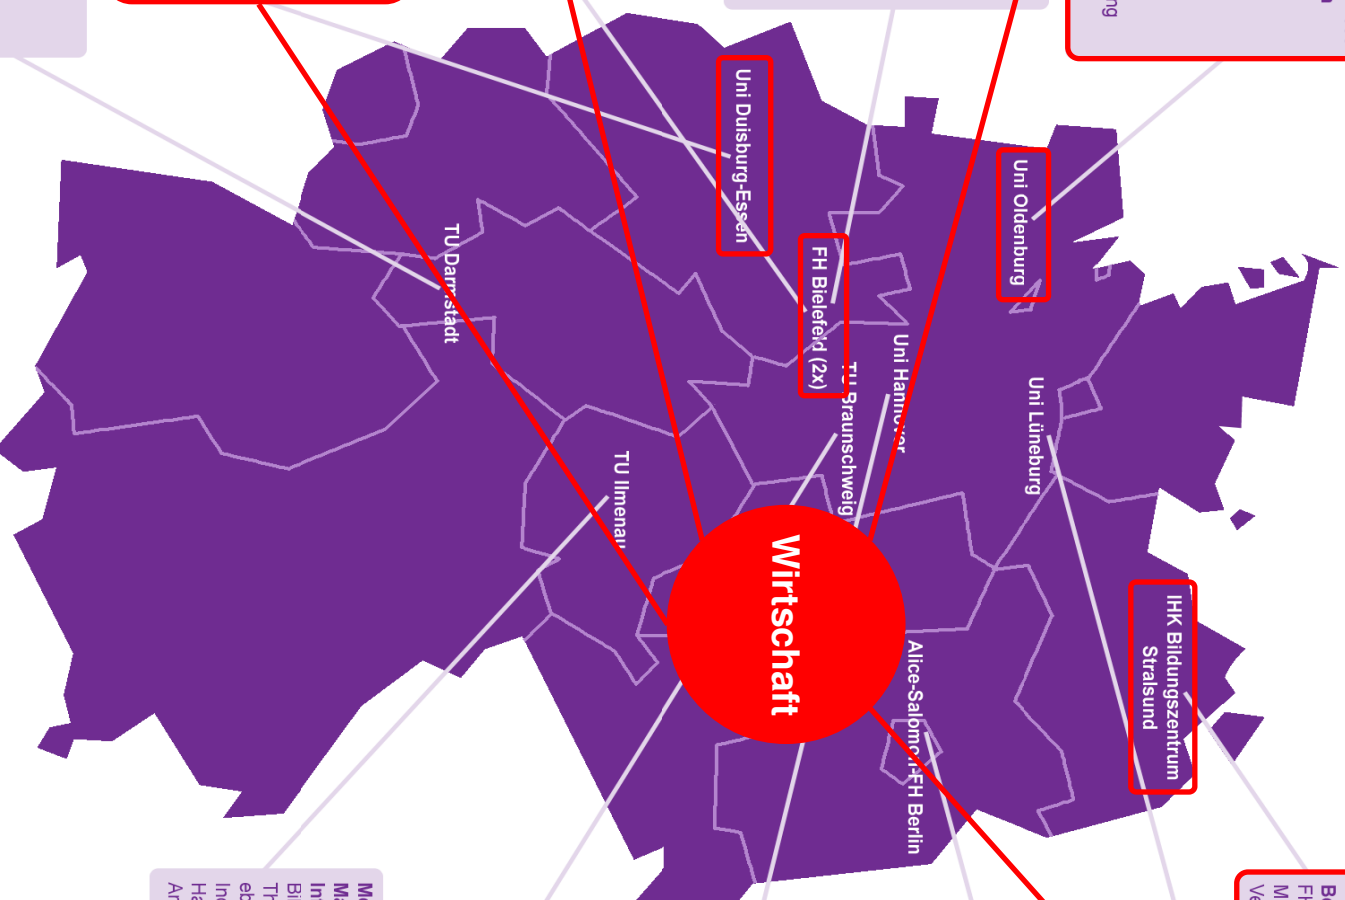 ng
Uni Oldenburg
Uni Lüneburg
IHK Bildungszentrum
Stralsund
Uni Hannover
TU Braunschweig
FH Bielefeld (2x)
Uni Duisburg-Essen
Wirtschaft
Alice-Salomon-FH Berlin
TU Ilmenau
TU Darmstadt